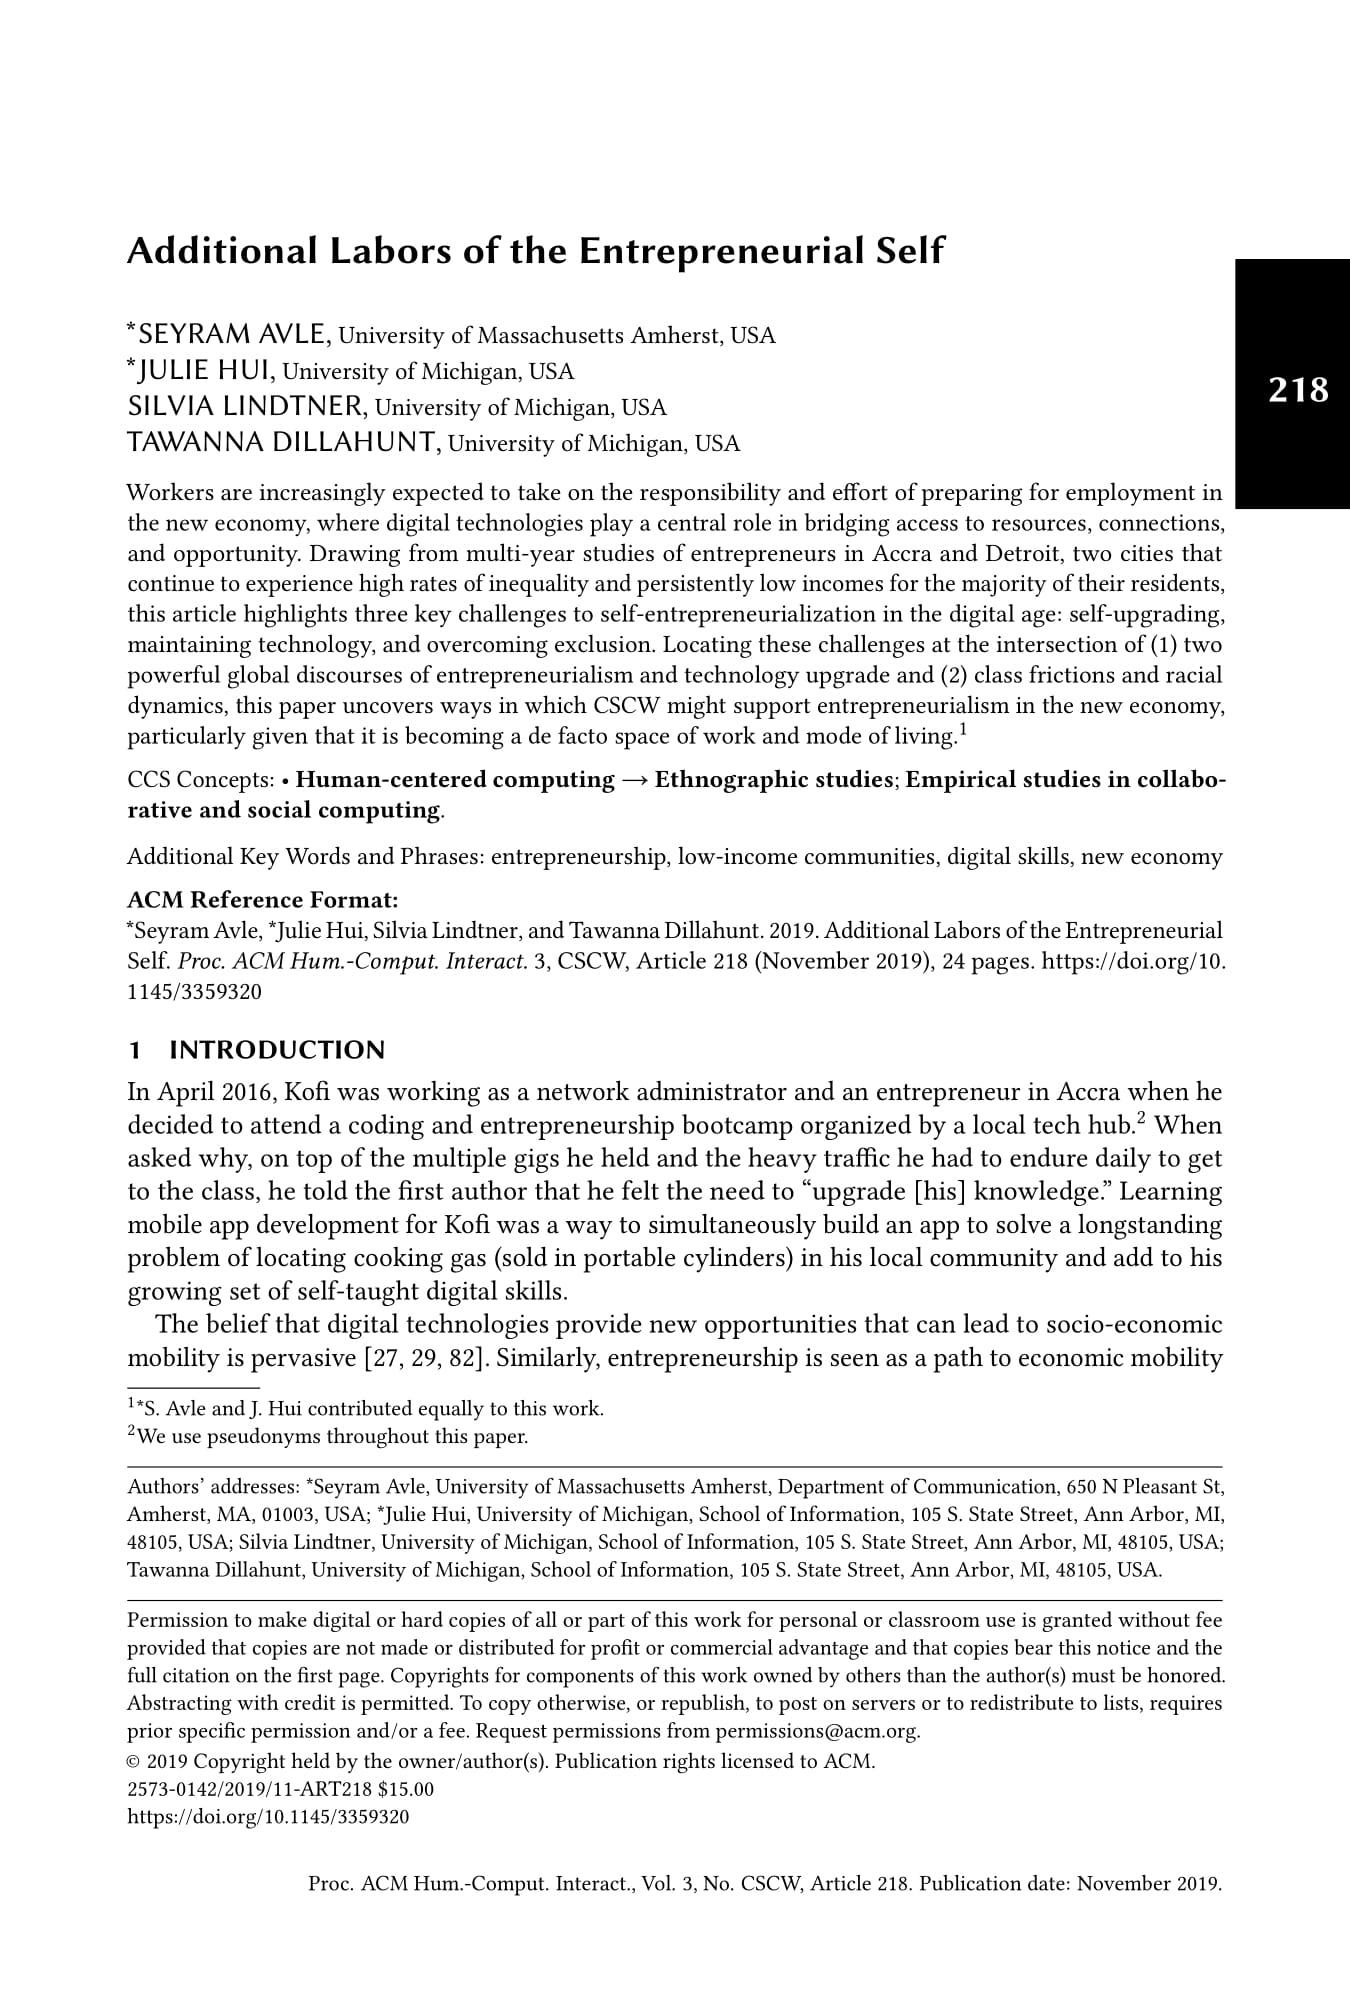 Additional Labors of the Entrepreneurial Self
218
*SEYRAM AVLE, University of Massachusetts Amherst, USA
*JULIE HUI, University of Michigan, USA
SILVIA LINDTNER, University of Michigan, USA
TAWANNA DILLAHUNT, University of Michigan, USA
Workers are increasingly expected to take on the responsibility and effort of preparing for employment in
the new economy, where digital technologies play a central role in bridging access to resources, connections,
and opportunity. Drawing from multi-year studies of entrepreneurs in Accra and Detroit, two cities that
continue to experience high rates of inequality and persistently low incomes for the majority of their residents,
this article highlights three key challenges to self-entrepreneurialization in the digital age: self-upgrading,
maintaining technology, and overcoming exclusion. Locating these challenges at the intersection of (1) two
powerful global discourses of entrepreneurialism and technology upgrade and (2) class frictions and racial
dynamics, this paper uncovers ways in which CSCW might support entrepreneurialism in the new economy,
particularly given that it is becoming a de facto space of work and mode of living.1
CCS Concepts: • Human-centered computing → Ethnographic studies; Empirical studies in collabo-
rative and social computing.
Additional Key Words and Phrases: entrepreneurship, low-income communities, digital skills, new economy
ACM Reference Format:
*Seyram Avle, *Julie Hui, Silvia Lindtner, and Tawanna Dillahunt. 2019. Additional Labors of the Entrepreneurial
Self. Proc. ACM Hum.-Comput. Interact. 3, CSCW, Article 218 (November 2019), 24 pages. https://doi.org/10.
1145/3359320
1 INTRODUCTION
In April 2016, Kofi was working as a network administrator and an entrepreneur in Accra when he
decided to attend a coding and entrepreneurship bootcamp organized by a local tech hub.2 When
asked why, on top of the multiple gigs he held and the heavy traffic he had to endure daily to get
to the class, he told the first author that he felt the need to “upgrade [his] knowledge.” Learning
mobile app development for Kofi was a way to simultaneously build an app to solve a longstanding
problem of locating cooking gas (sold in portable cylinders) in his local community and add to his
growing set of self-taught digital skills.
The belief that digital technologies provide new opportunities that can lead to socio-economic
mobility is pervasive [27, 29, 82]. Similarly, entrepreneurship is seen as a path to economic mobility
1*S. Avle and J. Hui contributed equally to this work.
2We use pseudonyms throughout this paper.
Authors’ addresses: *Seyram Avle, University of Massachusetts Amherst, Department of Communication, 650 N Pleasant St,
Amherst, MA, 01003, USA; *Julie Hui, University of Michigan, School of Information, 105 S. State Street, Ann Arbor, MI,
48105, USA; Silvia Lindtner, University of Michigan, School of Information, 105 S. State Street, Ann Arbor, MI, 48105, USA;
Tawanna Dillahunt, University of Michigan, School of Information, 105 S. State Street, Ann Arbor, MI, 48105, USA.
Permission to make digital or hard copies of all or part of this work for personal or classroom use is granted without fee
provided that copies are not made or distributed for profit or commercial advantage and that copies bear this notice and the
full citation on the first page. Copyrights for components of this work owned by others than the author(s) must be honored.
Abstracting with credit is permitted. To copy otherwise, or republish, to post on servers or to redistribute to lists, requires
prior specific permission and/or a fee. Request permissions from permissions@acm.org.
© 2019 Copyright held by the owner/author(s). Publication rights licensed to ACM.
2573-0142/2019/11-ART218 $15.00
https://doi.org/10.1145/3359320
Proc. ACM Hum.-Comput. Interact., Vol. 3, No. CSCW, Article 218. Publication date: November 2019.